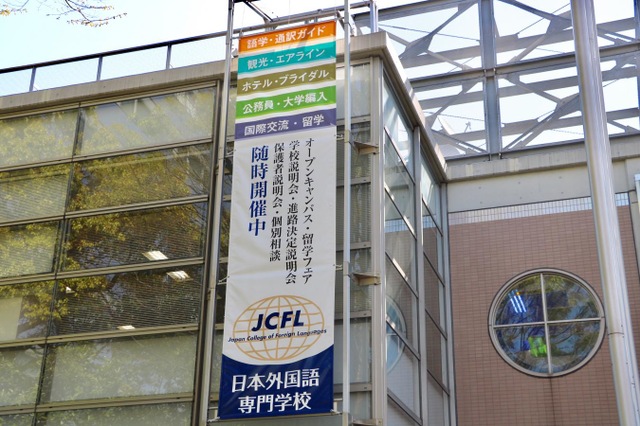 語学・通訳ガイド
観光・エアライン
ホテル・ブライダル
公務員・大学編入
国際交流・留学
オープンキャンパス・留学フェア
学校説明会・進路決定説明会
保護者説明会・個別相談
随時開催中
JCFL
Japan College of Foreign Languages
日本外国語
専門学校